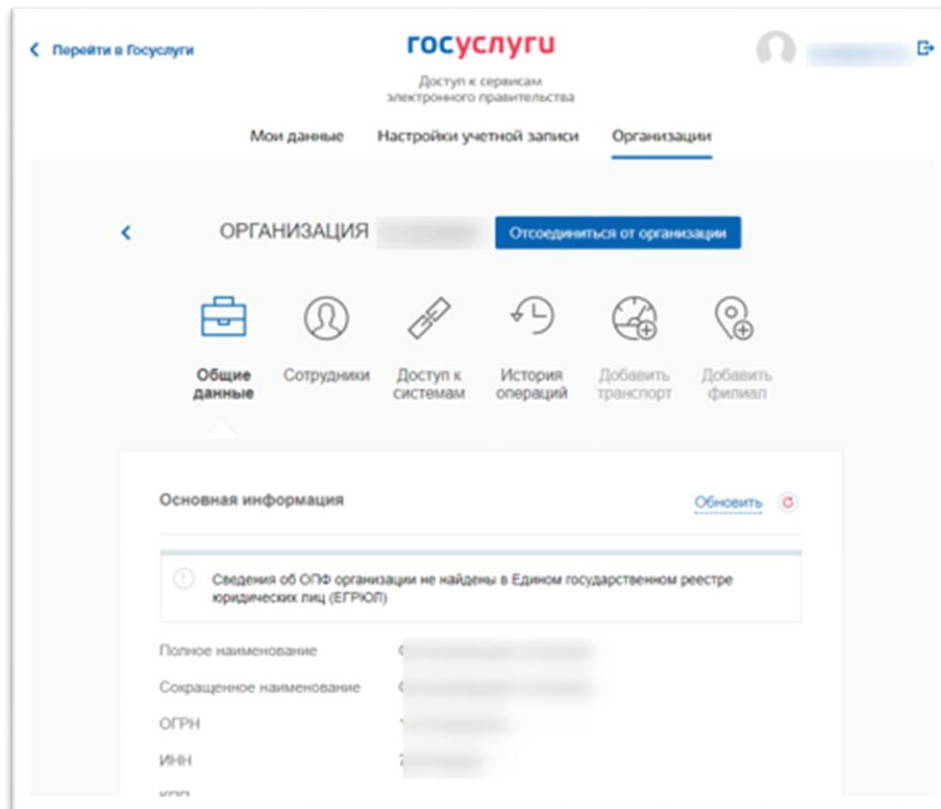 Перейти в Госуслуги
госуслуги
Доступ к сервисам
электронного правительства
Мои данные Настройки учетной записи Организации
ОРГАНИЗАЦИЯ Отсоединиться от организации
Общие данные
Сотрудники
Доступ к системам
История операций
Добавить транспорт
Добавить филиал
Основная информация Обновить
Сведения об ОПФ организации не найдены в Едином государственном реестре
юридических лиц (ЕГРЮЛ)
Полное наименование
Сокращенное наименование
ОГРН
ИНН
КПП